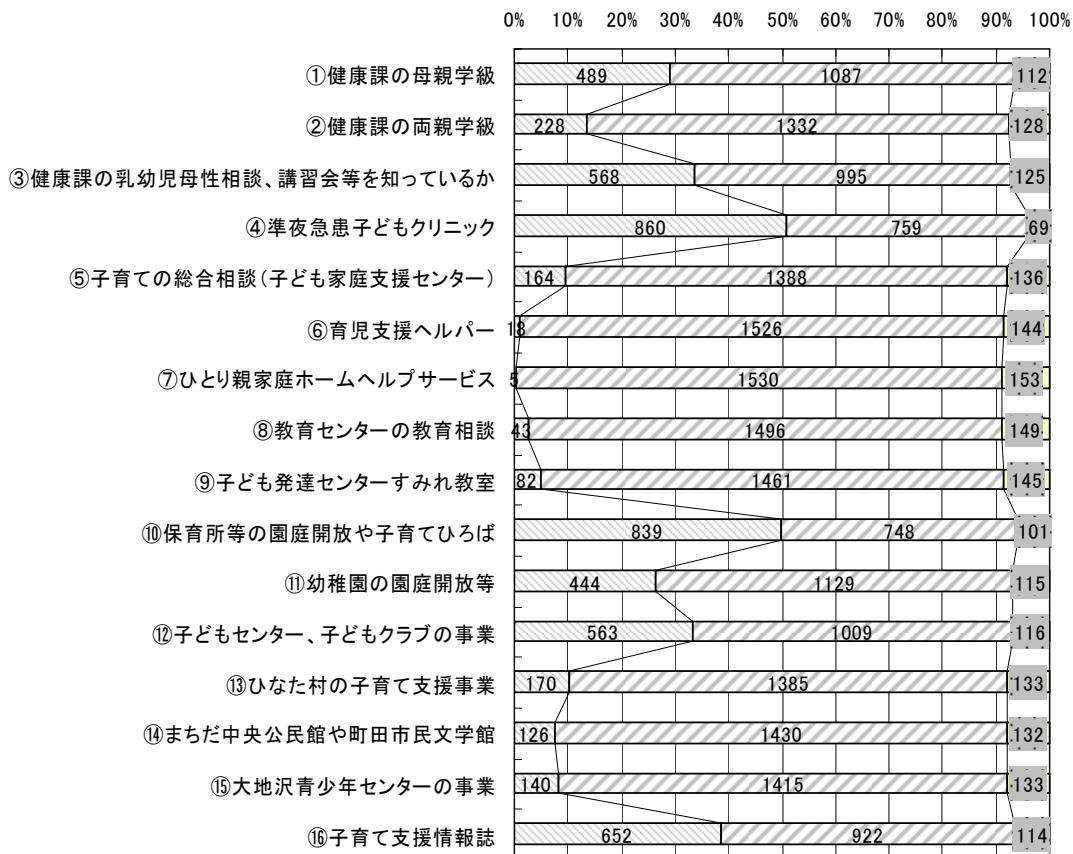 0% 10% 20% 30% 40% 50% 60% 70% 80% 90% 100%
①健康課の母親学級 489 1087 112
②健康課の両親学級 228 1332 128
③健康課の乳幼児母性相談、講習会等を知っているか 568 995 125
④準夜急患子どもクリニック 860 759 69
⑤子育ての総合相談(子ども家庭支援センター) 164 1388 136
⑥育児支援ヘルパー 18 1526 144
⑦ひとり親家庭ホームヘルプサービス 5 1530 153
⑧教育センターの教育相談 43 1496 149
⑨子ども発達センターすみれ教室 82 1461 145
⑩保育所等の園庭開放や子育てひろば 839 748 101
⑪幼稚園の園庭開放等 444 1129 115
⑫子どもセンター、子どもクラブの事業 563 1009 116
⑬ひなた村の子育て支援事業 170 1385 133
⑭まちだ中央公民館や町田市民文学館 126 1430 132
⑮大地沢青少年センターの事業 140 1415 133
⑯子育て支援情報誌 652 922 114